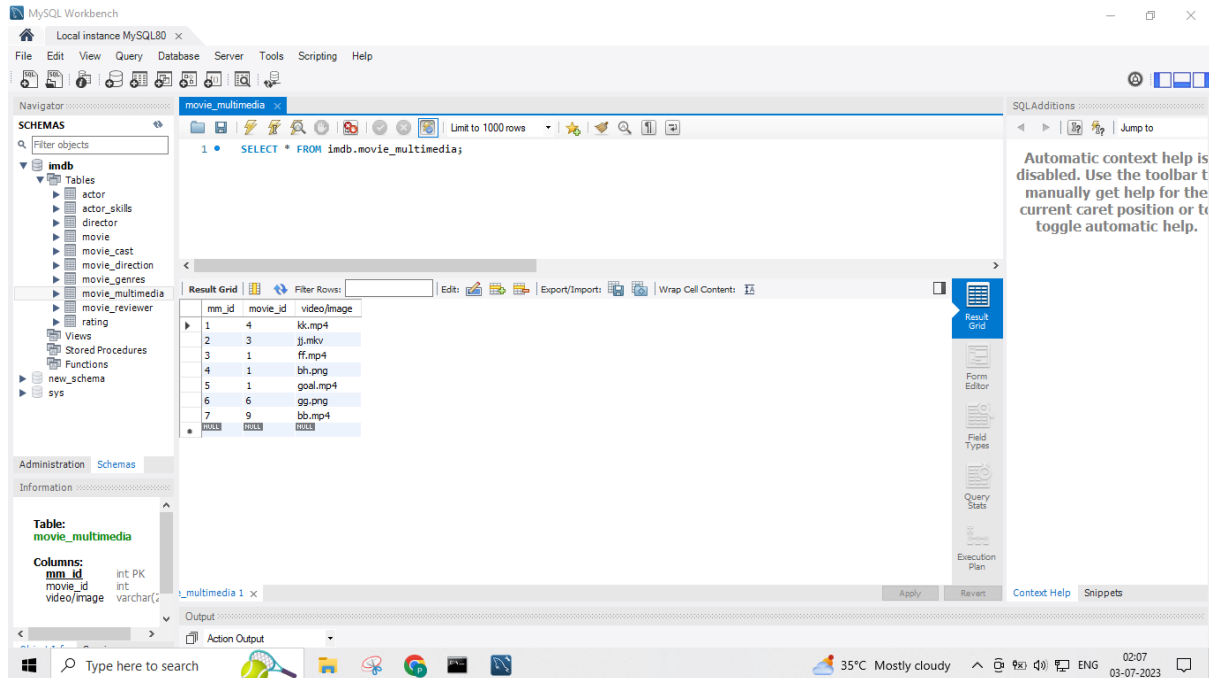 MySQL Workbench
Local instance MySQL80
File Edit View Query Database Server Tools Scripting Help
Navigator
SCHEMAS
Filter objects
imdb
Tables
actor
actor_skills
director
movie
movie_cast
movie_direction
movie_genres
movie_multimedia
movie_reviewer
rating
Views
Stored Procedures
Functions
new_schema
sys
Administration Schemas
Information
Table:
movie_multimedia
Columns:
mm_id int PK
movie_id int
video/image varchar(2
movie_multimedia
Limit to 1000 rows
1 SELECT * FROM imdb.movie_multimedia;
Result Grid Filter Rows: Edit: Export/Import: Wrap Cell Content:
mm_id movie_id video/image
1 4 kk.mp4
2 3 jj.mkv
3 1 ff.mp4
4 1 bh.png
5 1 goal.mp4
6 6 gg.png
7 9 bb.mp4
NULL NULL NULL
Result
Grid
Form
Editor
Field
Types
Query
Stats
Execution
Plan
_multimedia 1
Apply Revert
Output
Action Output
SQLAdditions
Jump to
Automatic context help is
disabled. Use the toolbar t
manually get help for the
current caret position or to
toggle automatic help.
Context Help Snippets
Type here to search
35°C Mostly cloudy
ENG
02:07
03-07-2023